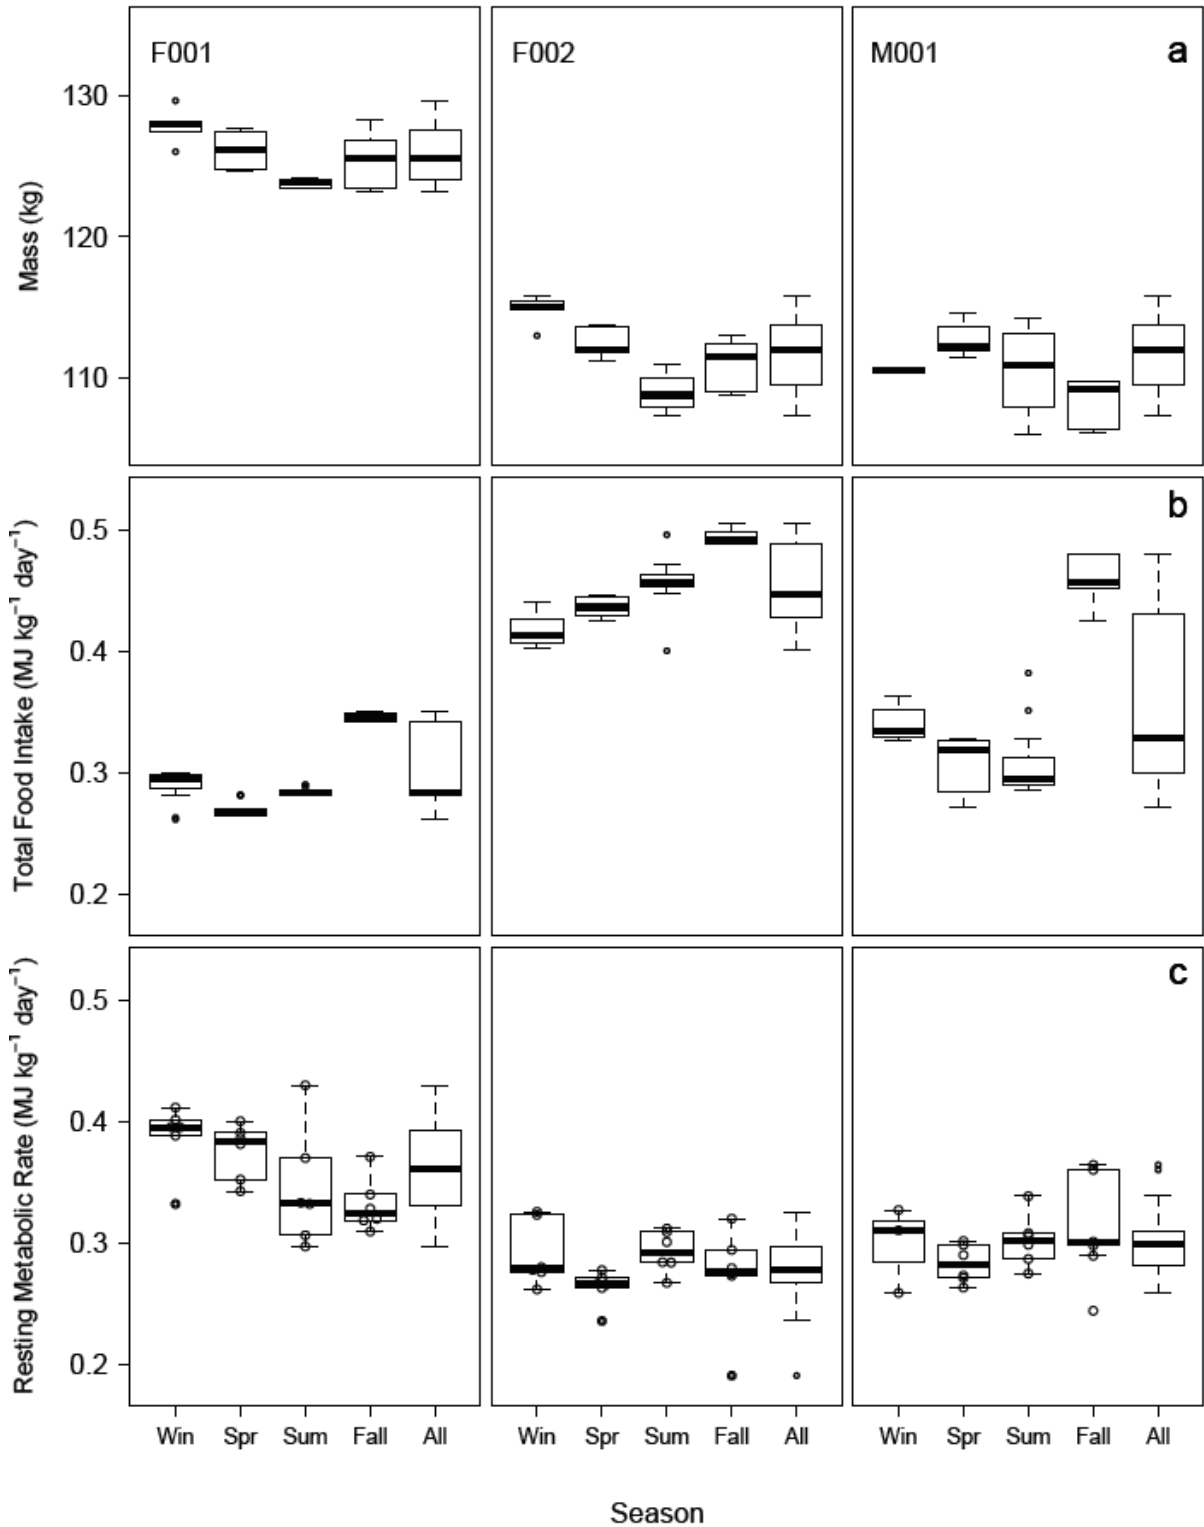 F001
F002
M001
a
Mass (kg)
130
120
110
b
Total Food Intake (MJ kg⁻¹ day⁻¹)
0.5
0.4
0.3
0.2
c
Resting Metabolic Rate (MJ kg⁻¹ day⁻¹)
0.5
0.4
0.3
0.2
Win Spr Sum Fall All
Win Spr Sum Fall All
Win Spr Sum Fall All
Season